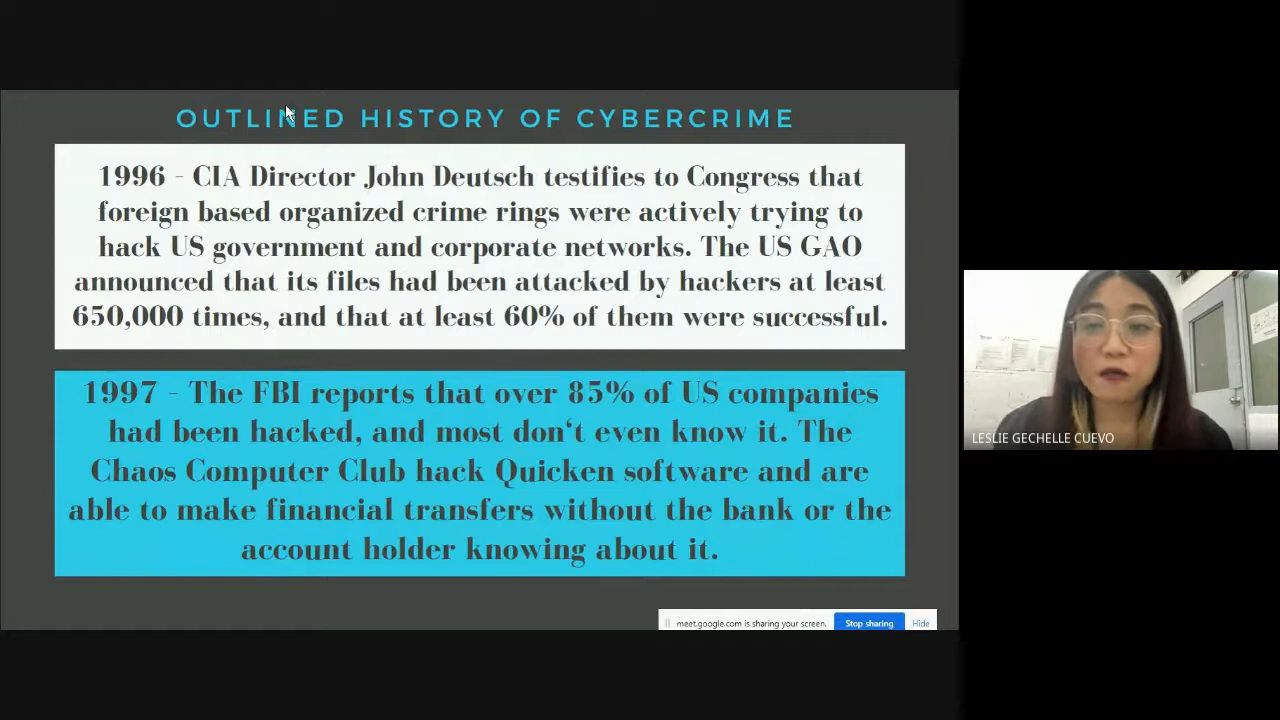 OUTLINED HISTORY OF CYBERCRIME
1996 - CIA Director John Deutsch testifies to Congress that
foreign based organized crime rings were actively trying to
hack US government and corporate networks. The US GAO
announced that its files had been attacked by hackers at least
650,000 times, and that at least 60% of them were successful.
1997 - The FBI reports that over 85% of US companies
had been hacked, and most don‘t even know it. The
Chaos Computer Club hack Quicken software and are
able to make financial transfers without the bank or the
account holder knowing about it.
LESLIE GECHELLE CUEVO
meet.google.com is sharing your screen. Stop sharing Hide